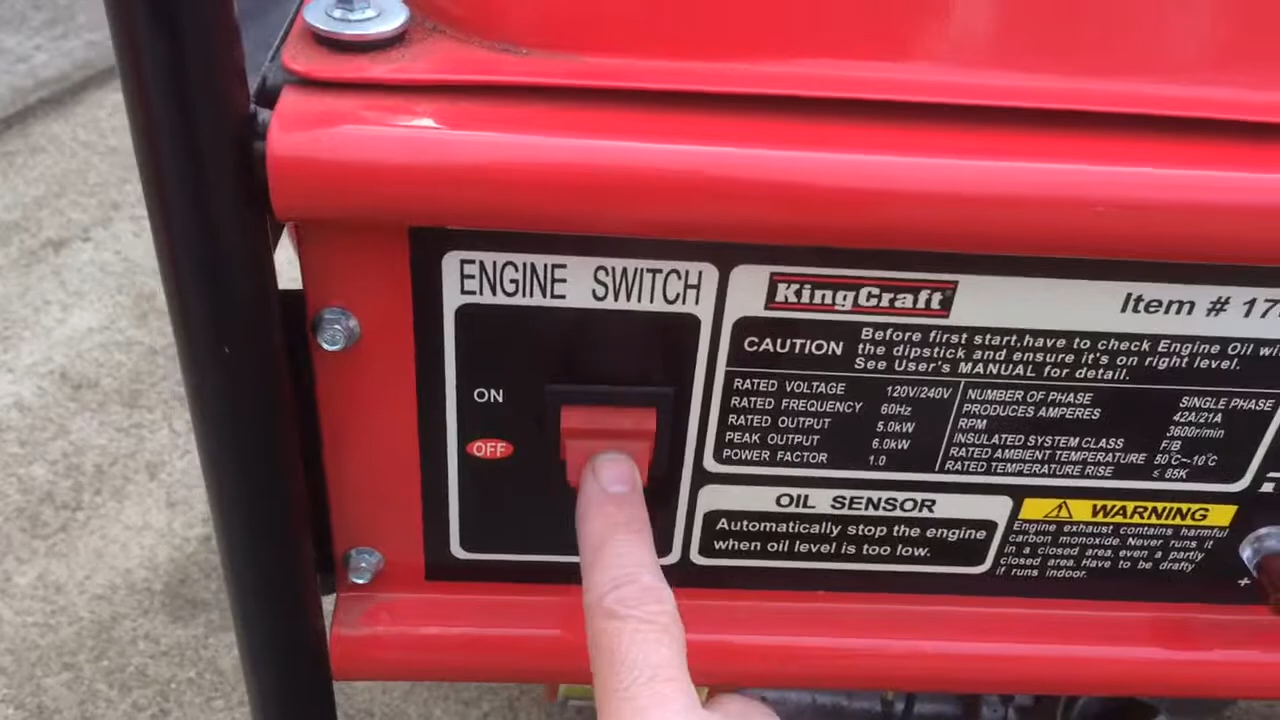 ENGINE SWITCH
ON
OFF
KingCraft
Item #
CAUTION
Before first start,have to check Engine Oil
the dipstick and ensure it's on right level.
See User's MANUAL for detail.
RATED VOLTAGE 120V/240V
RATED FREQUENCY 60Hz
RATED OUTPUT 5.0kW
PEAK OUTPUT 6.0kW
POWER FACTOR 1.0
NUMBER OF PHASE SINGLE PHASE
PRODUCES AMPERES 42A/21A
RPM 3600r/min
INSULATED SYSTEM CLASS F/B
RATED AMBIENT TEMPERATURE 50℃~10℃
RATED TEMPERATURE RISE ≤ 85K
OIL SENSOR
Automatically stop the engine
when oil level is too low.
WARNING
Engine exhaust contains harmful
carbon monoxide. Never runs it
in a closed area, even a partly
closed area. Have to be drafty
if runs indoor.
+